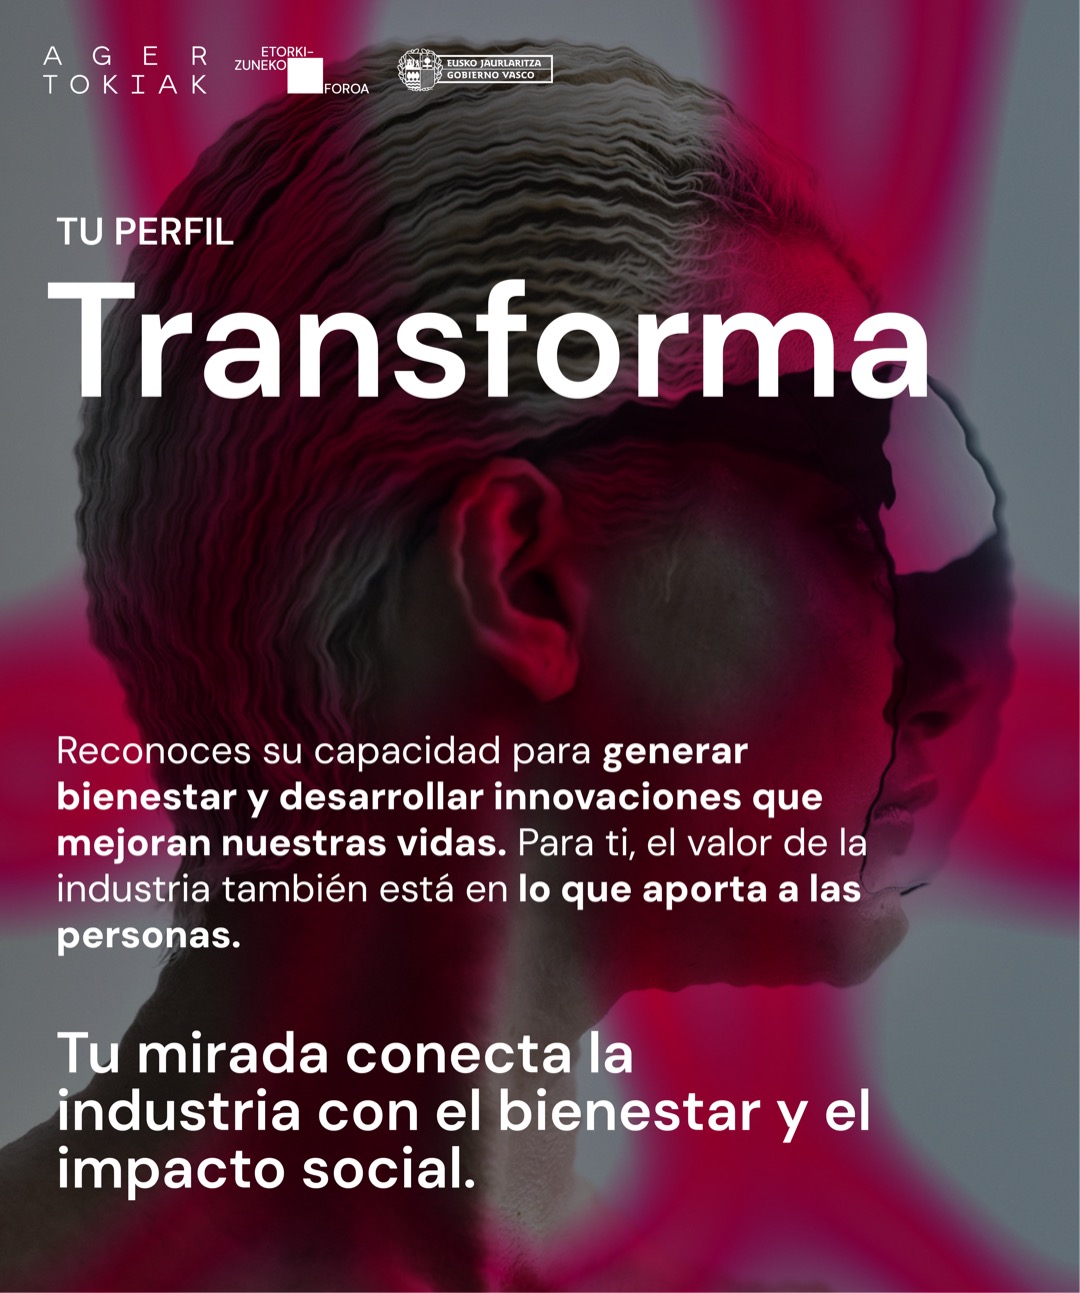 AGER
TOKIAK
ETORKI-
ZUNEKO
FOROA
EUSKO JAURLARITZA
GOBIERNO VASCO
TU PERFIL
Transforma
Reconoces su capacidad para generar
bienestar y desarrollar innovaciones que
mejoran nuestras vidas. Para ti, el valor de la
industria también está en lo que aporta a las
personas.
Tu mirada conecta la
industria con el bienestar y el
impacto social.